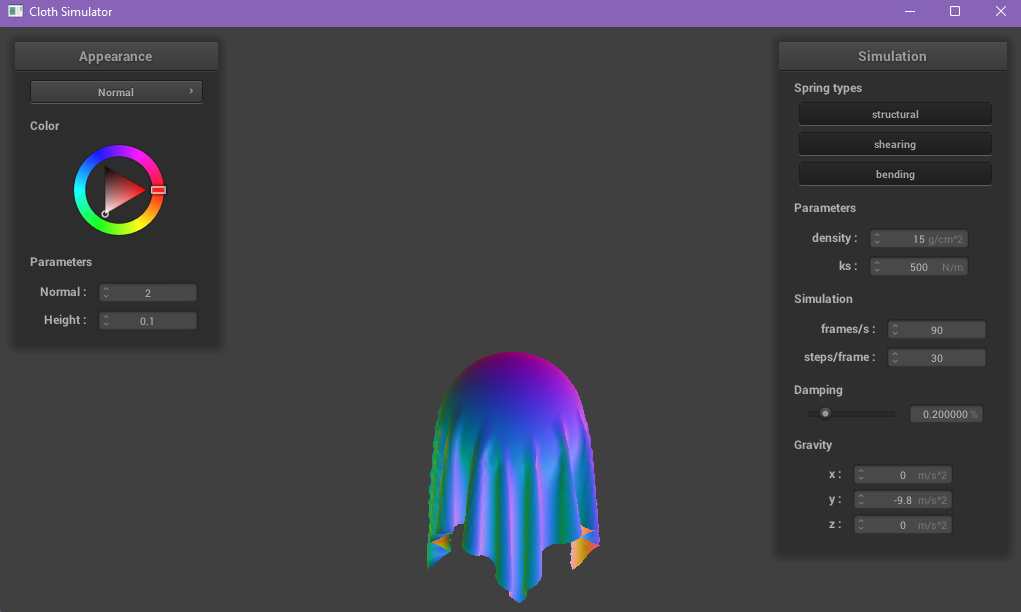 Cloth Simulator
Appearance
Normal
Color
Parameters
Normal : 2
Height : 0.1
Simulation
Spring types
structural
shearing
bending
Parameters
density : 15 g/cm^2
ks : 500 N/m
Simulation
frames/s : 90
steps/frame : 30
Damping
0.200000 %
Gravity
x : 0 m/s^2
y : -9.8 m/s^2
z : 0 m/s^2